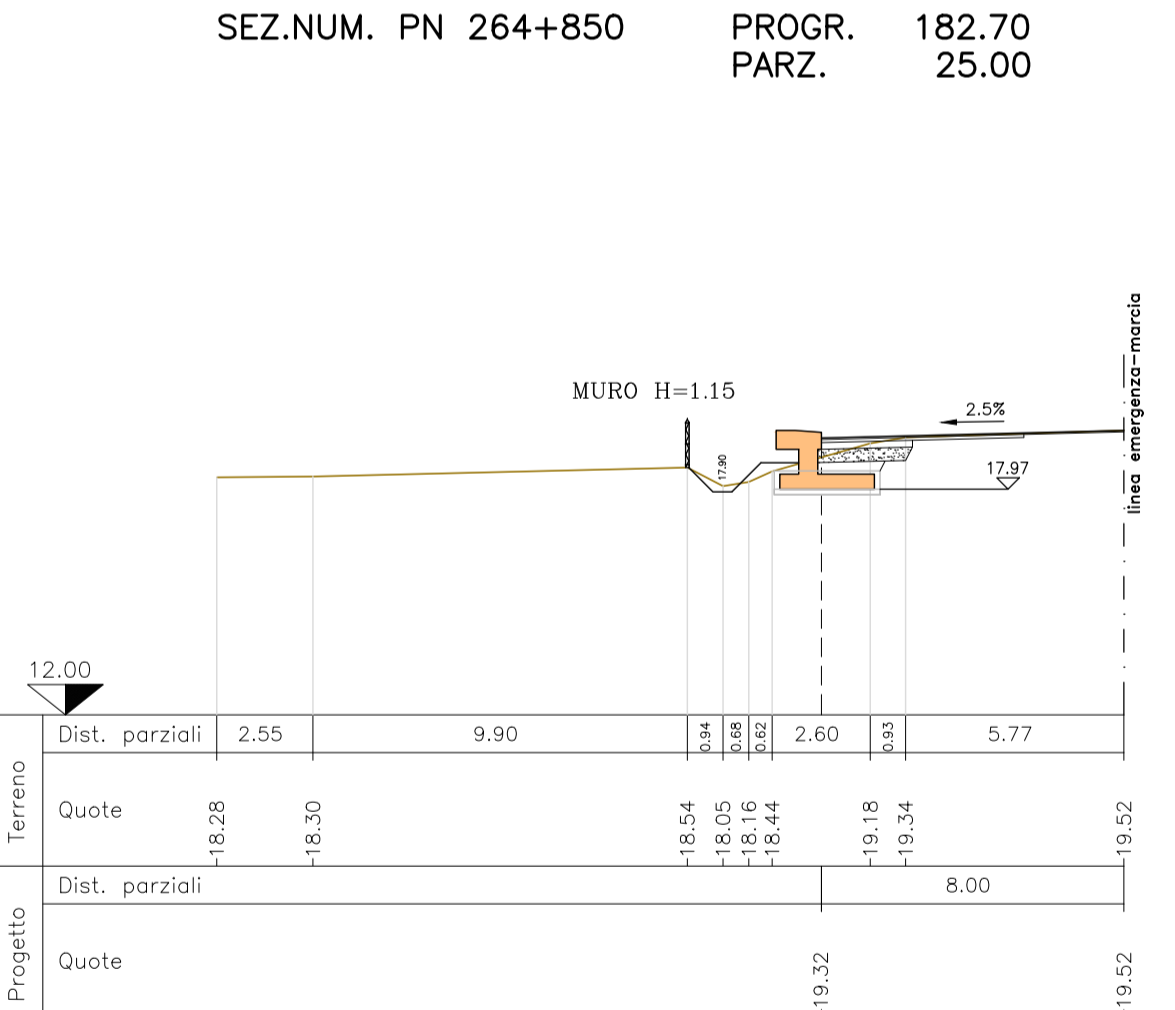 SEZ.NUM. PN 264+850 PROGR. 182.70
PARZ. 25.00
linea emergenza-marcia
MURO H=1.15
2.5%
17.90
17.97
12.00
Terreno
Dist. parziali 2.55 9.90 0.94 0.68 0.62 2.60 0.93 5.77
Quote 18.28 18.30 18.54 18.05 18.16 18.44 19.18 19.34 19.52
Progetto
Dist. parziali 8.00
Quote 19.32 19.52